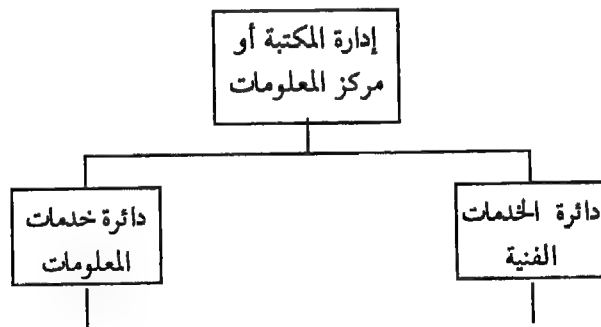 إدارة المكتبة أو
مركز المعلومات
دائرة الخدمات
الفنية
دائرة خدمات
المعلومات